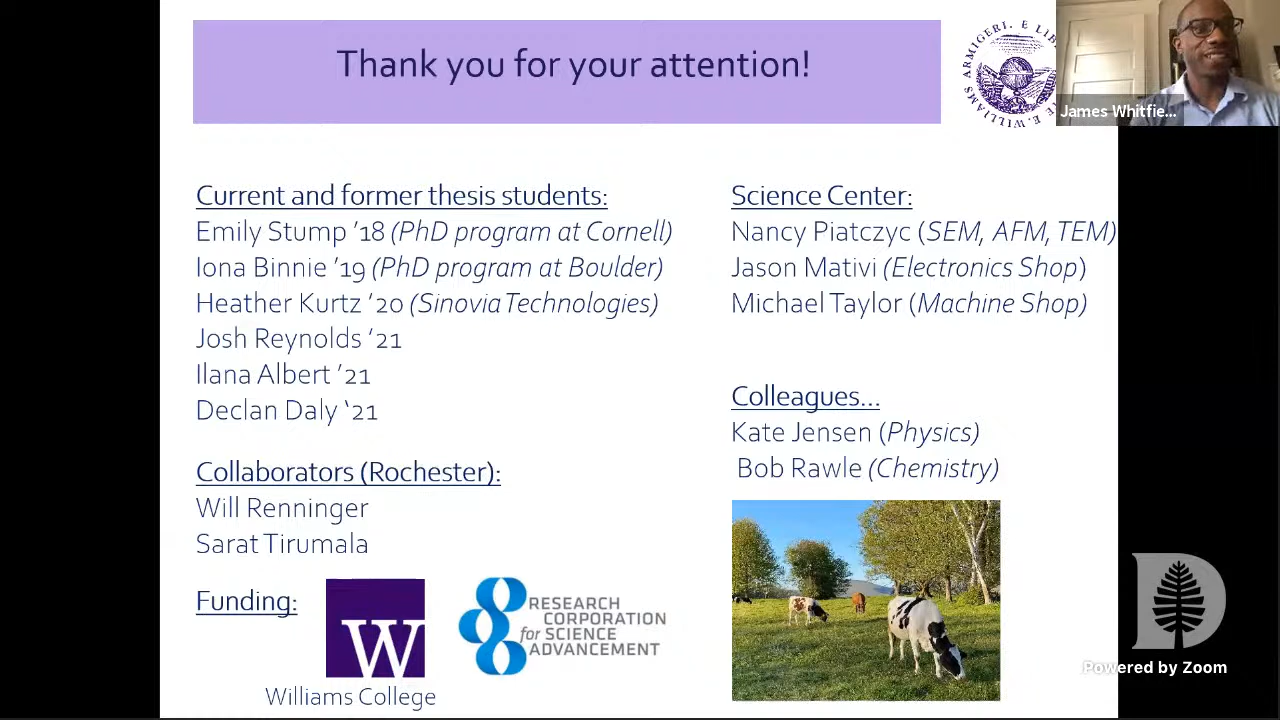 Thank you for your attention!
ARMIGERI. E LIB
E. WILLIAMS
James Whitfie...
Current and former thesis students:
Emily Stump ’18 (PhD program at Cornell)
Iona Binnie ’19 (PhD program at Boulder)
Heather Kurtz ’20 (Sinovia Technologies)
Josh Reynolds ‘21
Ilana Albert ’21
Declan Daly ‘21
Collaborators (Rochester):
Will Renninger
Sarat Tirumala
Funding:
W
Williams College
RESEARCH
CORPORATION
for SCIENCE
ADVANCEMENT
Science Center:
Nancy Piatczyc (SEM, AFM, TEM)
Jason Mativi (Electronics Shop)
Michael Taylor (Machine Shop)
Colleagues...
Kate Jensen (Physics)
Bob Rawle (Chemistry)
D
Powered by Zoom